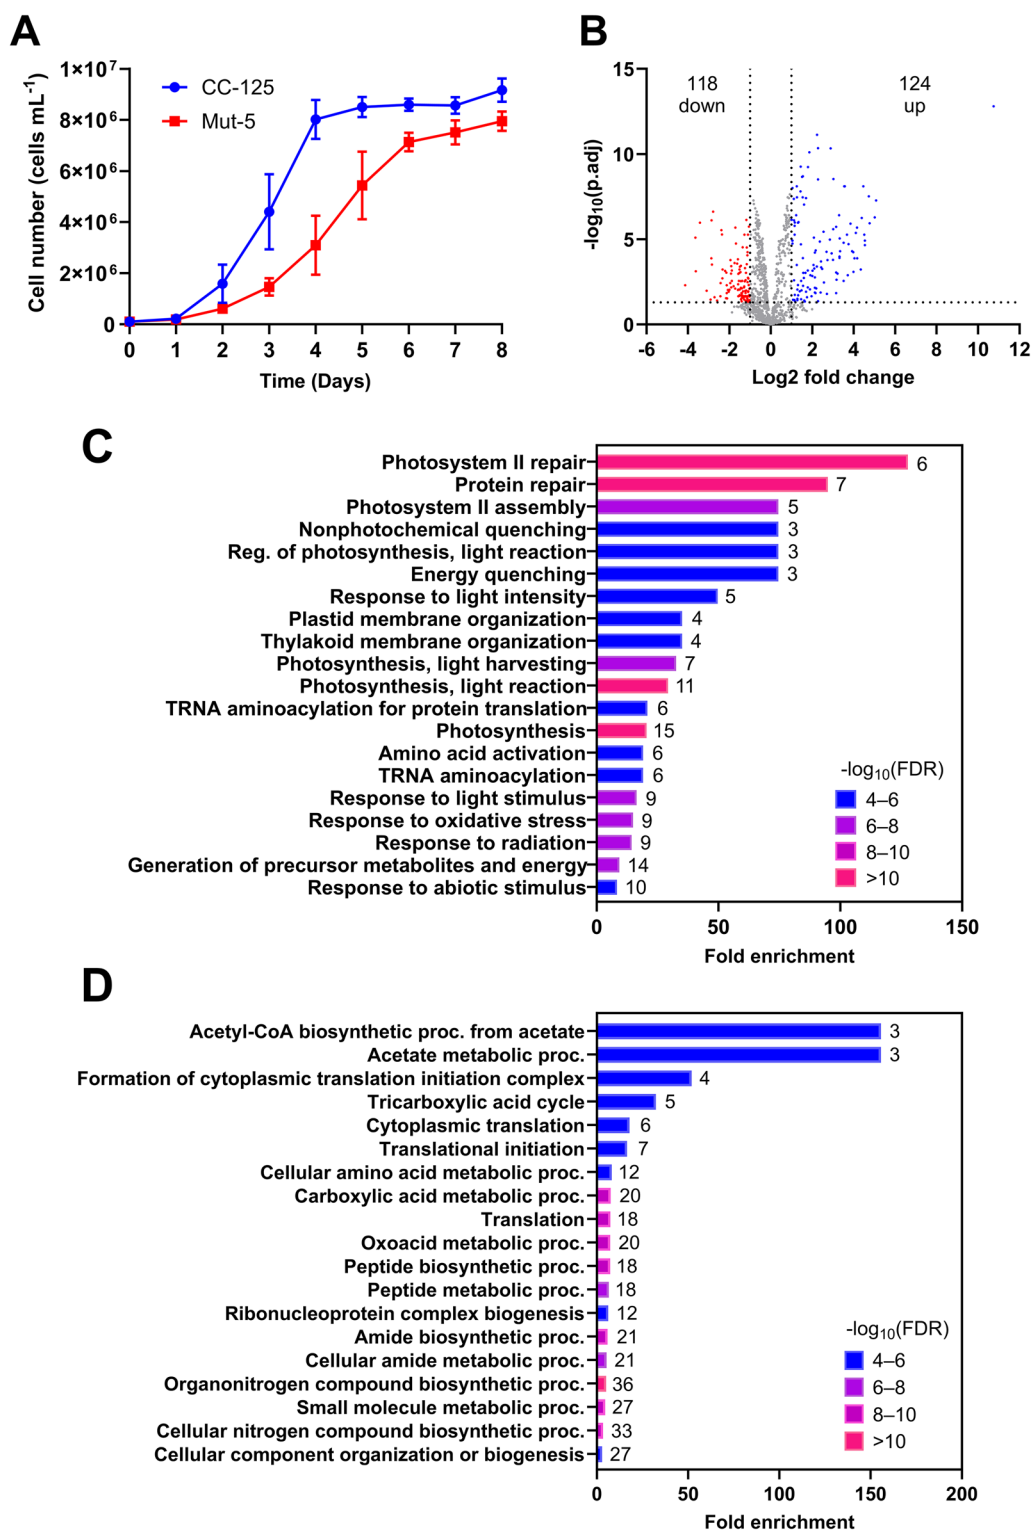 A
1×10⁷
8×10⁶
6×10⁶
4×10⁶
2×10⁶
0
Cell number (cells mL⁻¹)
CC-125
Mut-5
0 1 2 3 4 5 6 7 8
Time (Days)
B
15
10
5
0
-log₁₀(p.adj)
118
down
124
up
-6 -4 -2 0 2 4 6 8 10 12
Log2 fold change
C
Photosystem II repair 6
Protein repair 7
Photosystem II assembly 5
Nonphotochemical quenching 3
Reg. of photosynthesis, light reaction 3
Energy quenching 3
Response to light intensity 5
Plastid membrane organization 4
Thylakoid membrane organization 4
Photosynthesis, light harvesting 7
Photosynthesis, light reaction 11
TRNA aminoacylation for protein translation 6
Photosynthesis 15
Amino acid activation 6
TRNA aminoacylation 6
Response to light stimulus 9
Response to oxidative stress 9
Response to radiation 9
Generation of precursor metabolites and energy 14
Response to abiotic stimulus 10
-log₁₀(FDR)
4–6
6–8
8–10
>10
0 50 100 150
Fold enrichment
D
Acetyl-CoA biosynthetic proc. from acetate 3
Acetate metabolic proc. 3
Formation of cytoplasmic translation initiation complex 4
Tricarboxylic acid cycle 5
Cytoplasmic translation 6
Translational initiation 7
Cellular amino acid metabolic proc. 12
Carboxylic acid metabolic proc. 20
Translation 18
Oxoacid metabolic proc. 20
Peptide biosynthetic proc. 18
Peptide metabolic proc. 18
Ribonucleoprotein complex biogenesis 12
Amide biosynthetic proc. 21
Cellular amide metabolic proc. 21
Organonitrogen compound biosynthetic proc. 36
Small molecule metabolic proc. 27
Cellular nitrogen compound biosynthetic proc. 33
Cellular component organization or biogenesis 27
-log₁₀(FDR)
4–6
6–8
8–10
>10
0 50 100 150 200
Fold enrichment